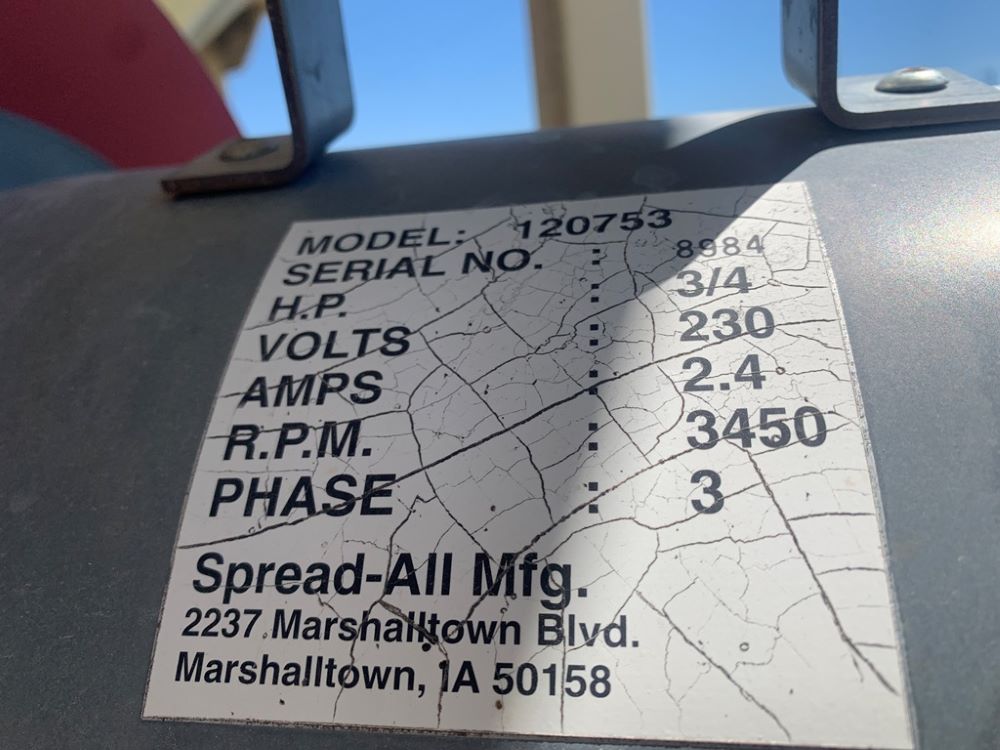 MODEL: 120753
SERIAL NO. : 8984
H.P. : 3/4
VOLTS : 230
AMPS : 2.4
R.P.M. : 3450
PHASE : 3
Spread-All Mfg.
2237 Marshalltown Blvd.
Marshalltown, IA 50158